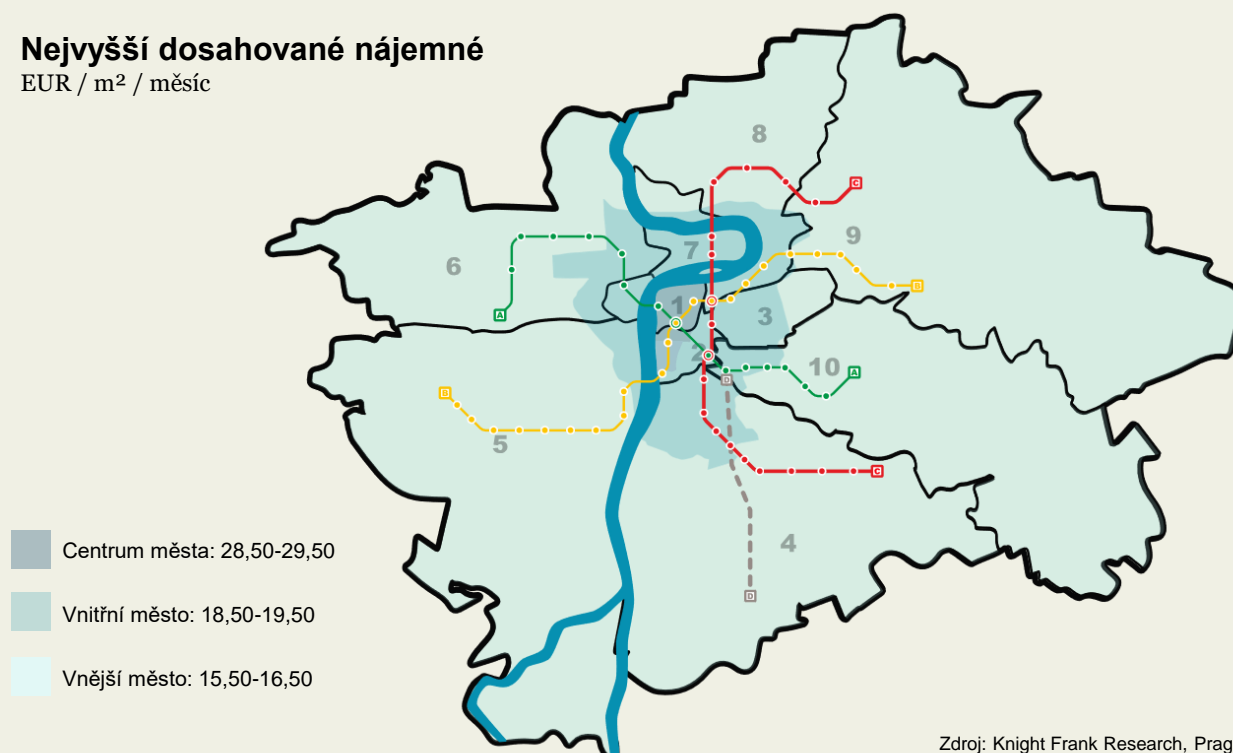 Nejvyšší dosahované nájemné
EUR / m² / měsíc
8
C
9
7
6
B
A
1
3
2
10
A
D
B
5
C
4
D
Centrum města: 28,50-29,50
Vnitřní město: 18,50-19,50
Vnější město: 15,50-16,50
Zdroj: Knight Frank Research, Prag